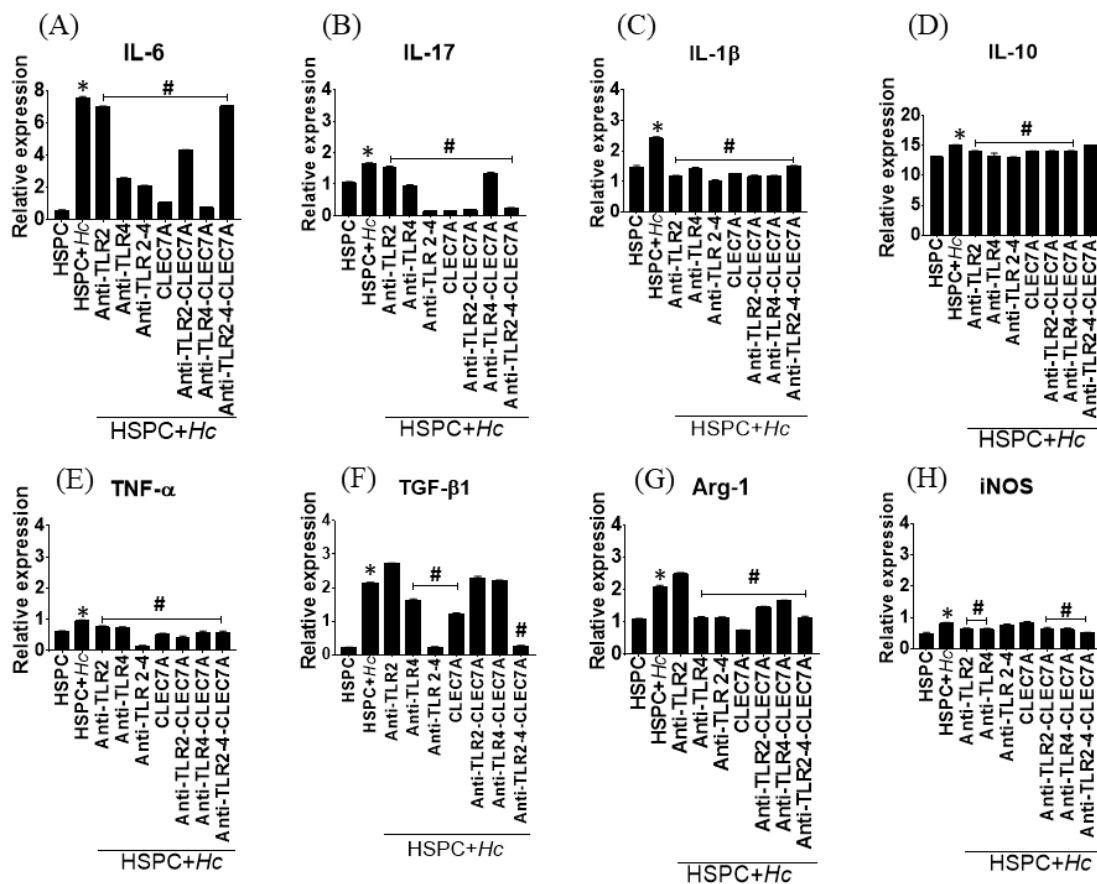 (A)
IL-6
Relative expression
8
6
4
2
0
*
#
HSPC
HSPC+Hc
Anti-TLR2
Anti-TLR4
Anti-TLR 2-4
CLEC7A
Anti-TLR2-CLEC7A
Anti-TLR4-CLEC7A
Anti-TLR2-4-CLEC7A
HSPC+Hc
(B)
IL-17
Relative expression
4
3
2
1
0
*
#
HSPC
HSPC+Hc
Anti-TLR2
Anti-TLR4
Anti-TLR 2-4
CLEC7A
Anti-TLR2-CLEC7A
Anti-TLR4-CLEC7A
Anti-TLR2-4-CLEC7A
HSPC+Hc
(C)
IL-1β
Relative expression
4
3
2
1
0
*
#
HSPC
HSPC+Hc
Anti-TLR2
Anti-TLR4
Anti-TLR 2-4
CLEC7A
Anti-TLR2-CLEC7A
Anti-TLR4-CLEC7A
Anti-TLR2-4-CLEC7A
HSPC+Hc
(D)
IL-10
Relative expression
15
10
5
0
*
#
HSPC
HSPC+Hc
Anti-TLR2
Anti-TLR4
Anti-TLR 2-4
CLEC7A
Anti-TLR2-CLEC7A
Anti-TLR4-CLEC7A
Anti-TLR2-4-CLEC7A
HSPC+Hc
(E)
TNF-α
Relative expression
4
3
2
1
0
*
#
HSPC
HSPC+Hc
Anti-TLR2
Anti-TLR4
Anti-TLR 2-4
CLEC7A
Anti-TLR2-CLEC7A
Anti-TLR4-CLEC7A
Anti-TLR2-4-CLEC7A
HSPC+Hc
(F)
TGF-β1
Relative expression
4
3
2
1
0
*
#
#
HSPC
HSPC+Hc
Anti-TLR2
Anti-TLR4
Anti-TLR 2-4
CLEC7A
Anti-TLR2-CLEC7A
Anti-TLR4-CLEC7A
Anti-TLR2-4-CLEC7A
HSPC+Hc
(G)
Arg-1
Relative expression
4
3
2
1
0
*
#
HSPC
HSPC+Hc
Anti-TLR2
Anti-TLR4
Anti-TLR 2-4
CLEC7A
Anti-TLR2-CLEC7A
Anti-TLR4-CLEC7A
Anti-TLR2-4-CLEC7A
HSPC+Hc
(H)
iNOS
Relative expression
4
3
2
1
0
*
#
#
HSPC
HSPC+Hc
Anti-TLR2
Anti-TLR4
Anti-TLR 2-4
CLEC7A
Anti-TLR2-CLEC7A
Anti-TLR4-CLEC7A
Anti-TLR2-4-CLEC7A
HSPC+Hc